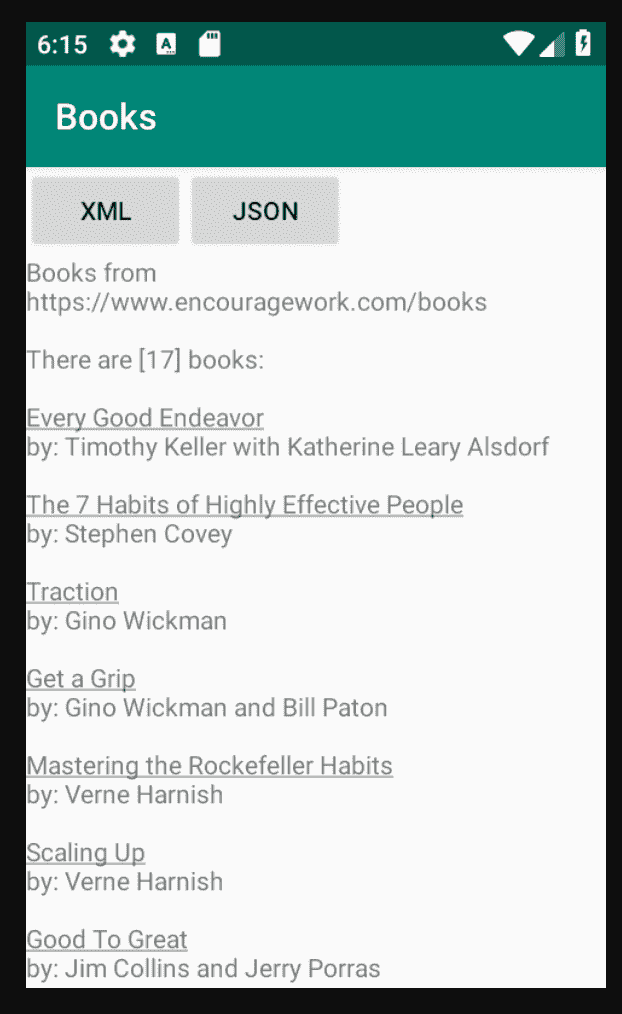 6:15
A
Books
XML JSON
Books from
https://www.encouragework.com/books
There are [17] books:
Every Good Endeavor
by: Timothy Keller with Katherine Leary Alsdorf
The 7 Habits of Highly Effective People
by: Stephen Covey
Traction
by: Gino Wickman
Get a Grip
by: Gino Wickman and Bill Paton
Mastering the Rockefeller Habits
by: Verne Harnish
Scaling Up
by: Verne Harnish
Good To Great
by: Jim Collins and Jerry Porras